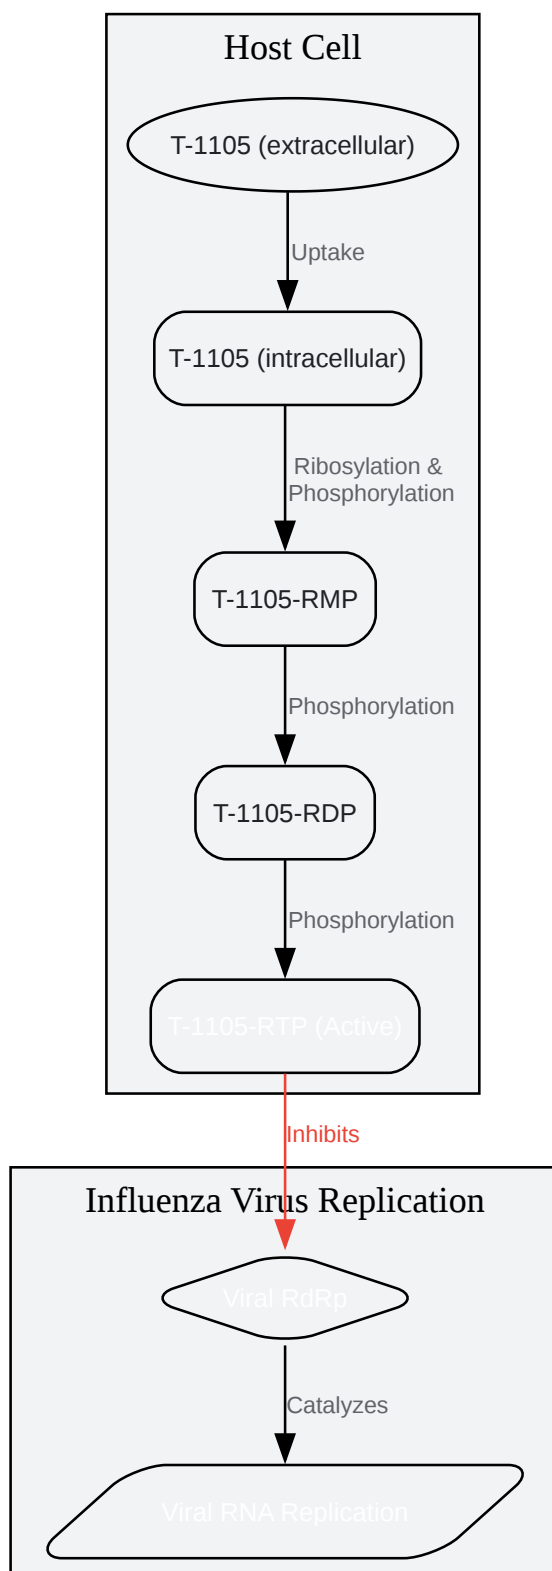 Host Cell
T-1105 (extracellular)
Uptake
T-1105 (intracellular)
Ribosylation &
Phosphorylation
T-1105-RMP
Phosphorylation
T-1105-RDP
Phosphorylation
T-1105-RTP (Active)
Inhibits
Influenza Virus Replication
Viral RdRp
Catalyzes
Viral RNA Replication